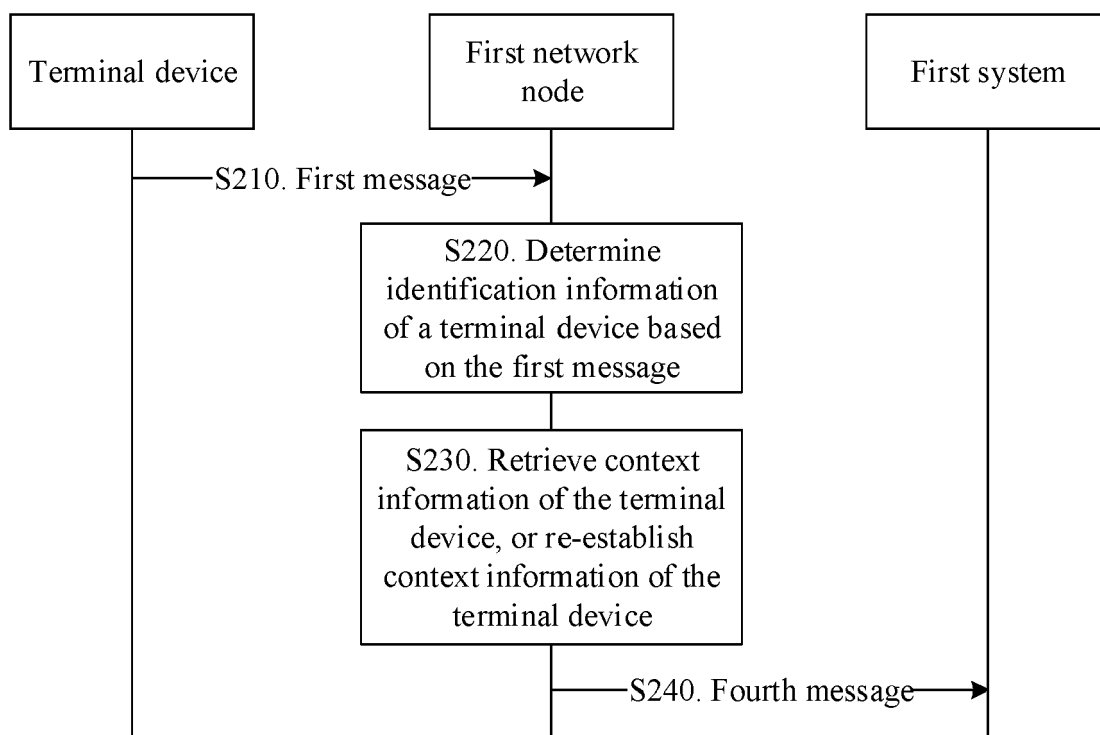 Terminal device
First network
node
First system
S210. First message
S220. Determine
identification information
of a terminal device based
on the first message
S230. Retrieve context
information of the terminal
device, or re-establish
context information of the
terminal device
S240. Fourth message